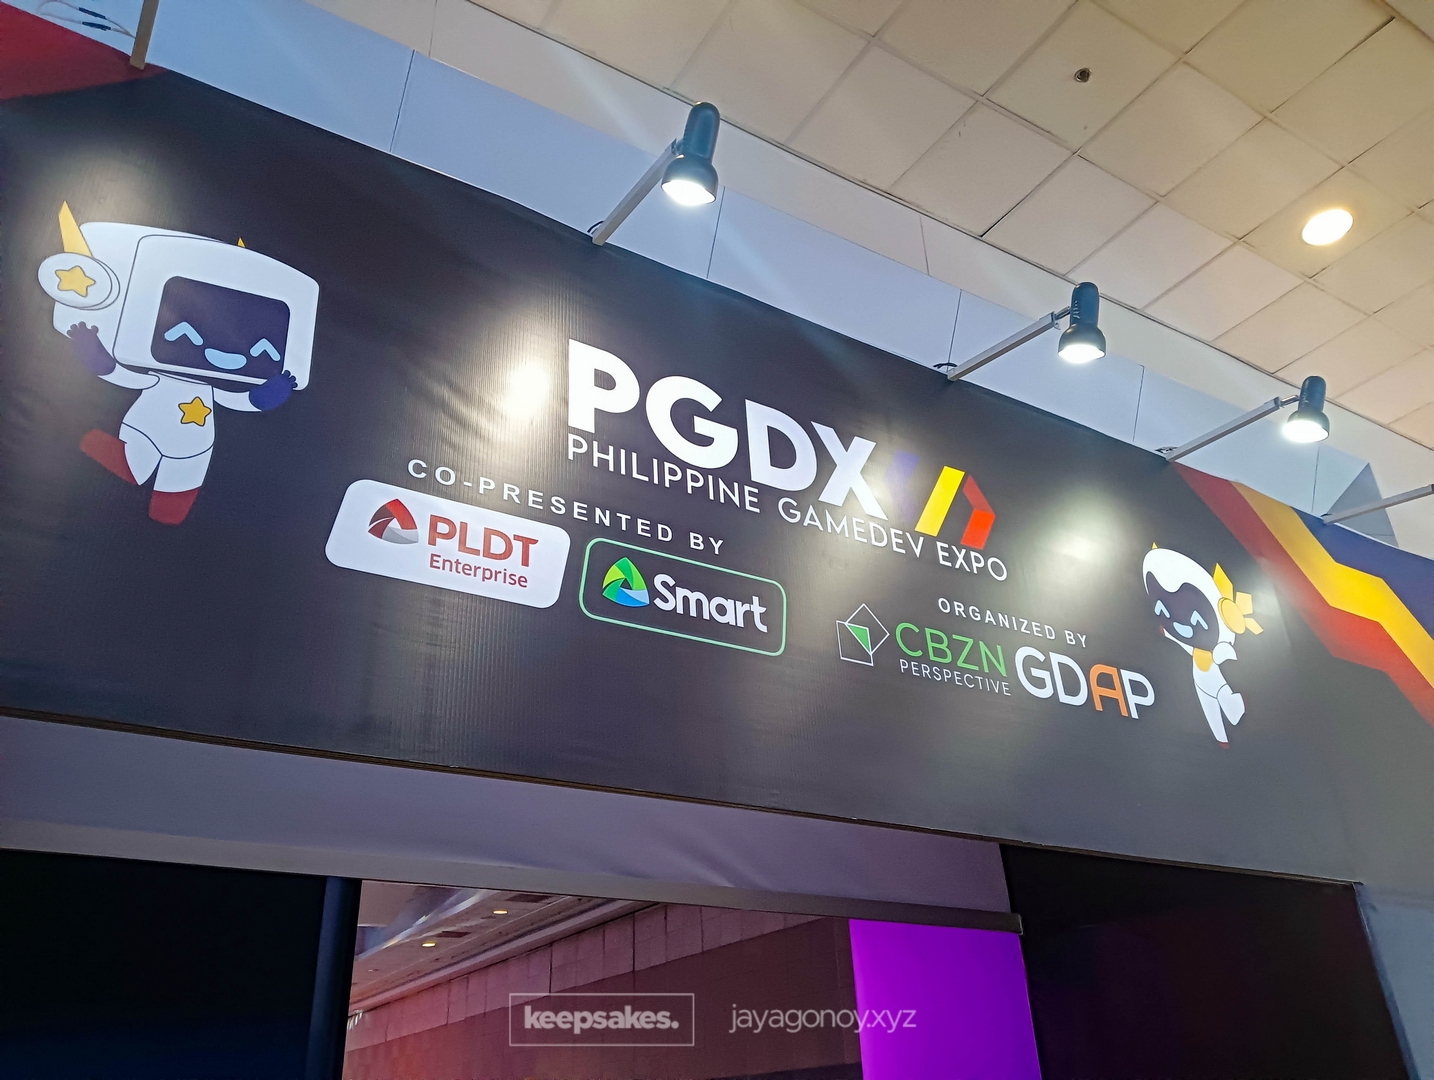 PGDX
PHILIPPINE GAMEDEV EXPO
CO-PRESENTED BY
PLDT
Enterprise
Smart
ORGANIZED BY
CBZN
PERSPECTIVE
GDAP
keepsakes.
jayagonoy.xyz